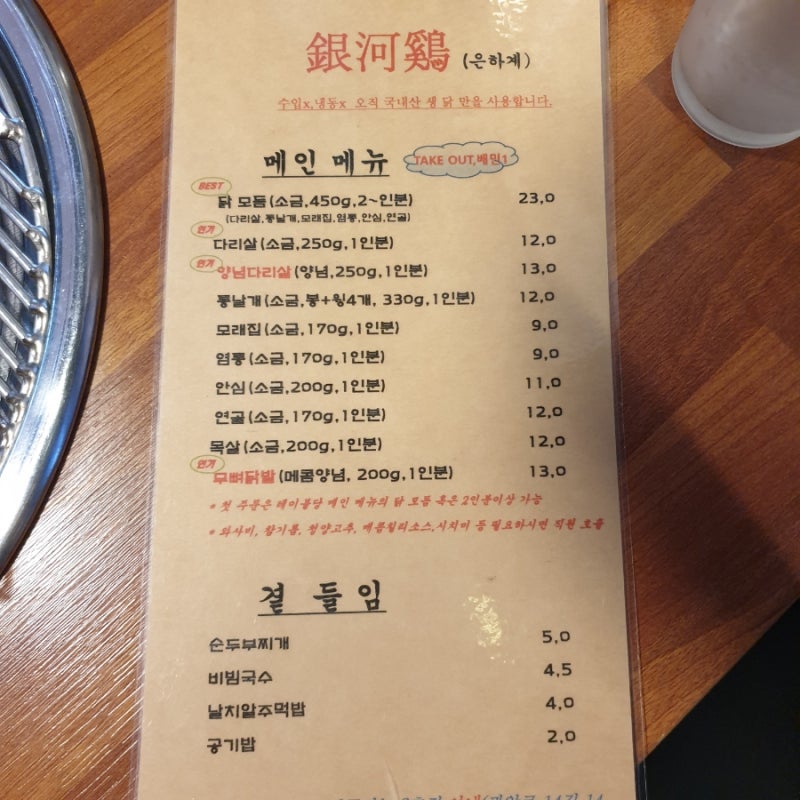 銀河鷄 (은하계)
수입x,냉동x 오직 국내산 생 닭 만을 사용합니다.
메인 메뉴 TAKE OUT,배민1
BEST
닭 모둠(소금,450g,2~인분) 23,0
(다리살,통날개,모래집,염통,안심,연골)
인기
다리살(소금,250g,1인분) 12,0
인기
양념다리살(양념,250g,1인분) 13,0
통날개(소금,봉+윙4개, 330g,1인분) 12,0
모래집(소금,170g,1인분) 9,0
염통(소금,170g,1인분) 9,0
안심(소금,200g,1인분) 11,0
연골(소금,170g,1인분) 12,0
목살(소금,200g,1인분) 12,0
인기
무뼈닭발(매콤양념, 200g,1인분) 13,0
* 첫 주문은 테이블당 메인 메뉴의 닭 모둠 혹은 2인분이상 가능
* 와사비, 참기름, 청양고추, 매콤칠리소스,시치미 등 필요하시면 직원 호출
곁들임
순두부찌개 5,0
비빔국수 4,5
날치알주먹밥 4,0
공기밥 2,0